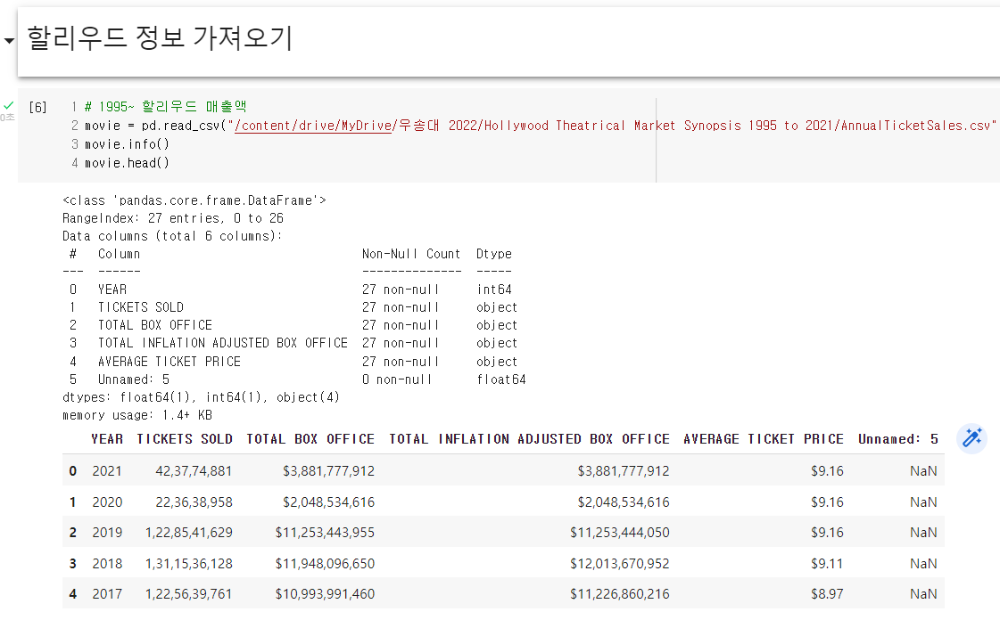 할리우드 정보 가져오기
[6]
0초
1 # 1995~ 할리우드 매출액
2 movie = pd.read_csv("/content/drive/MyDrive/우송대 2022/Hollywood Theatrical Market Synopsis 1995 to 2021/AnnualTicketSales.csv"
3 movie.info()
4 movie.head()
<class 'pandas.core.frame.DataFrame'>
RangeIndex: 27 entries, 0 to 26
Data columns (total 6 columns):
# Column Non-Null Count Dtype
--- ------ -------------- -----
0 YEAR 27 non-null int64
1 TICKETS SOLD 27 non-null object
2 TOTAL BOX OFFICE 27 non-null object
3 TOTAL INFLATION ADJUSTED BOX OFFICE 27 non-null object
4 AVERAGE TICKET PRICE 27 non-null object
5 Unnamed: 5 0 non-null float64
dtypes: float64(1), int64(1), object(4)
memory usage: 1.4+ KB
YEAR TICKETS SOLD TOTAL BOX OFFICE TOTAL INFLATION ADJUSTED BOX OFFICE AVERAGE TICKET PRICE Unnamed: 5
0 2021 42,37,74,881 $3,881,777,912 $3,881,777,912 $9.16 NaN
1 2020 22,36,38,958 $2,048,534,616 $2,048,534,616 $9.16 NaN
2 2019 1,22,85,41,629 $11,253,443,955 $11,253,444,050 $9.16 NaN
3 2018 1,31,15,36,128 $11,948,096,650 $12,013,670,952 $9.11 NaN
4 2017 1,22,56,39,761 $10,993,991,460 $11,226,860,216 $8.97 NaN